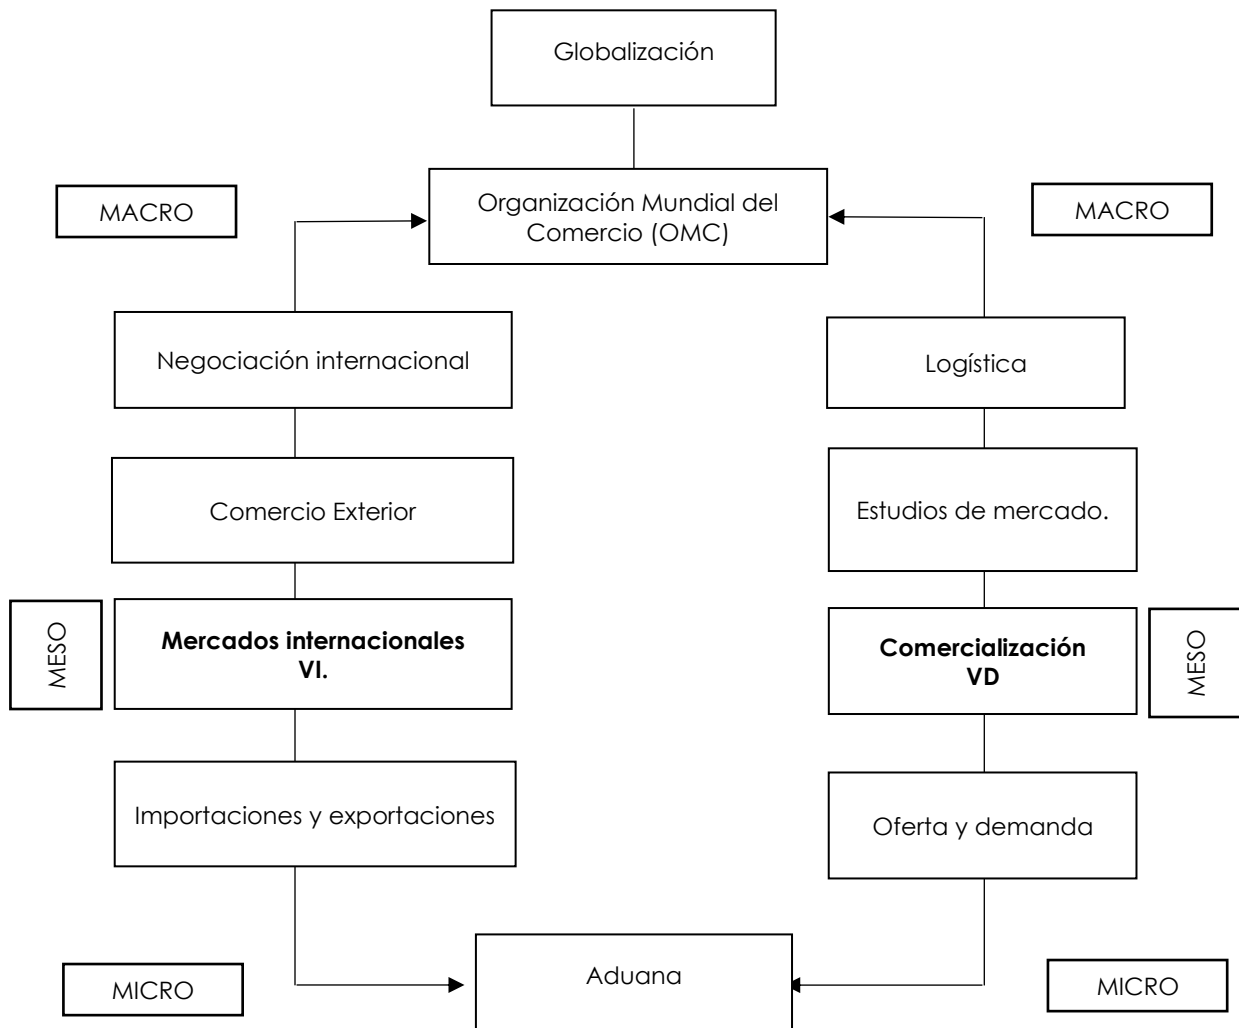 Globalización
Organización Mundial del
Comercio (OMC)
MACRO
MACRO
Negociación internacional
Logística
Comercio Exterior
Estudios de mercado.
MESO
Mercados internacionales
VI.
Comercialización
VD
MESO
Importaciones y exportaciones
Oferta y demanda
MICRO
Aduana
MICRO